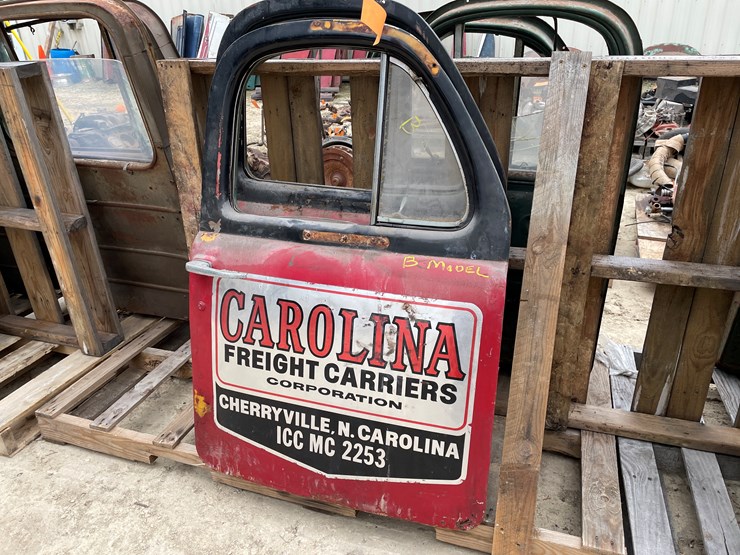 B MODEL
CAROLINA
FREIGHT CARRIERS
CORPORATION
CHERRYVILLE, N. CAROLINA
ICC MC 2253